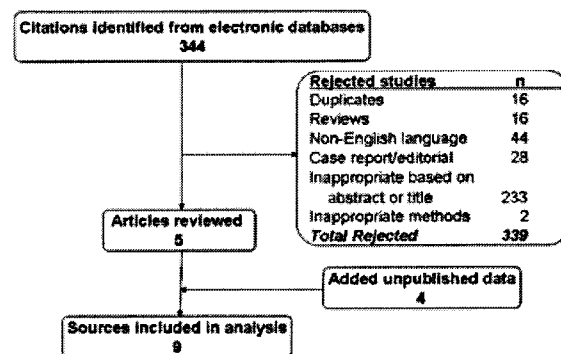 Citations identified from electronic databases
344
Rejected studies n
Duplicates 16
Reviews 16
Non-English language 44
Case report/editorial 28
Inappropriate based on
abstract or title 233
Inappropriate methods 2
Total Rejected 339
Articles reviewed
5
Added unpublished data
4
Sources included in analysis
9